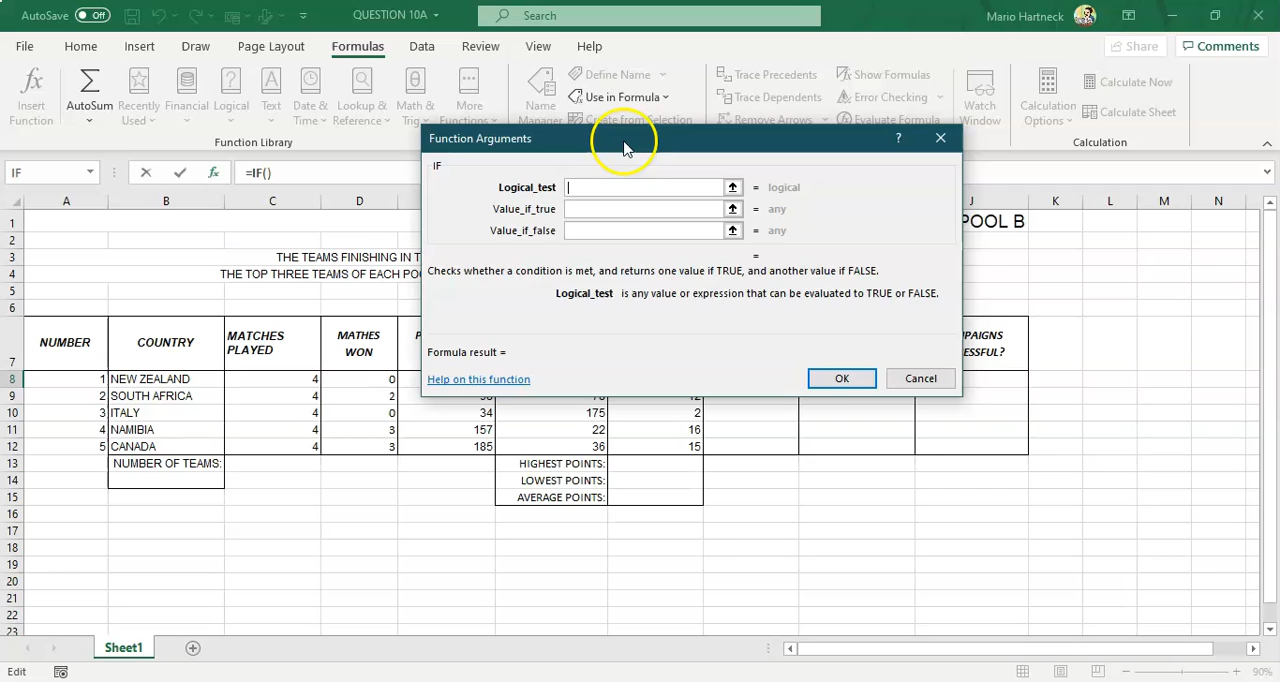 AutoSave Off QUESTION 10A Search Mario Hartneck
File Home Insert Draw Page Layout Formulas Data Review View Help Share Comments
Insert Function
AutoSum
Recently Used
Financial
Logical
Text
Date & Time
Lookup & Reference
Math & Trig
More Functions
Function Library
Name Manager
Define Name
Use in Formula
Create from Selection
Trace Precedents
Trace Dependents
Remove Arrows
Show Formulas
Error Checking
Evaluate Formula
Watch Window
Calculation Options
Calculate Now
Calculate Sheet
Calculation
IF fx =IF()
Function Arguments ? ×
IF
Logical_test = logical
Value_if_true = any
Value_if_false = any
=
Checks whether a condition is met, and returns one value if TRUE, and another value if FALSE.
Logical_test is any value or expression that can be evaluated to TRUE or FALSE.
Formula result =
Help on this function OK Cancel
A B C D J K L M N
1 POOL B
2
3 THE TEAMS FINISHING IN T
4 THE TOP THREE TEAMS OF EACH PO
5
6
7 NUMBER COUNTRY MATCHES PLAYED MATHES WON P PAIGNS ESSFUL?
8 1 NEW ZEALAND 4 0
9 2 SOUTH AFRICA 4 2 12
10 3 ITALY 4 0 34 175 2
11 4 NAMIBIA 4 3 157 22 16
12 5 CANADA 4 3 185 36 15
13 NUMBER OF TEAMS: HIGHEST POINTS:
14 LOWEST POINTS:
15 AVERAGE POINTS:
16
17
18
19
20
21
22
23
Sheet1
Edit 90%